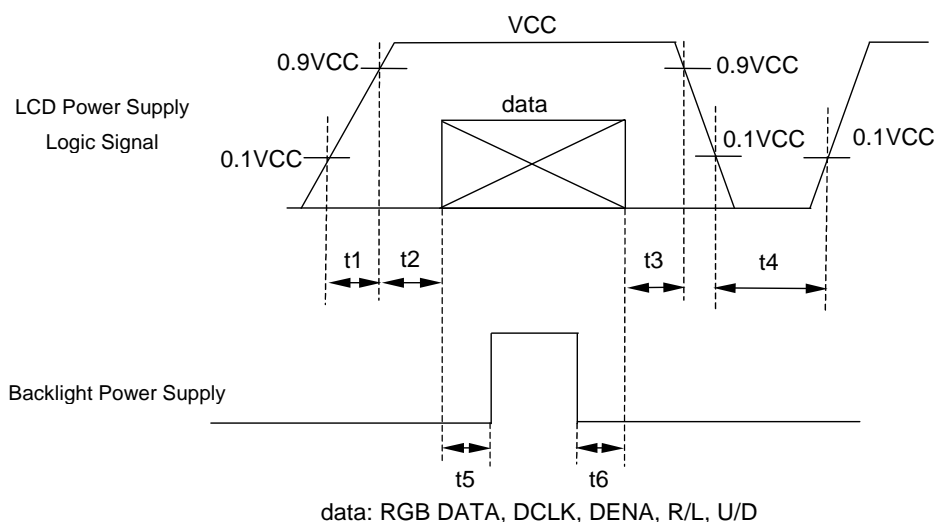 VCC
0.9VCC
0.9VCC
LCD Power Supply
Logic Signal
data
0.1VCC
0.1VCC
0.1VCC
t1
t2
t3
t4
Backlight Power Supply
t5
t6
data: RGB DATA, DCLK, DENA, R/L, U/D